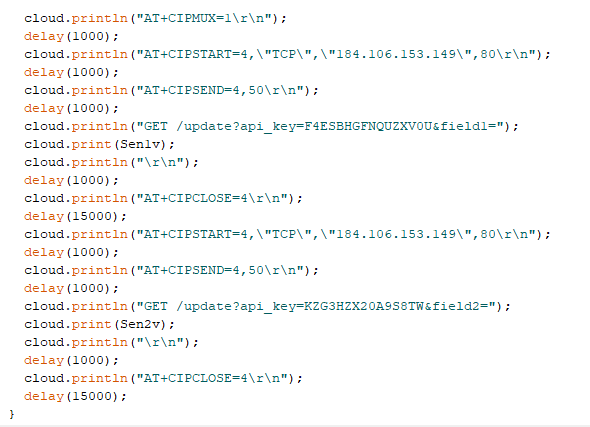 cloud.println("AT+CIPMUX=1\r\n");
delay(1000);
cloud.println("AT+CIPSTART=4,\"TCP\",\"184.106.153.149\",80\r\n");
delay(1000);
cloud.println("AT+CIPSEND=4,50\r\n");
delay(1000);
cloud.println("GET /update?api_key=F4ESBHGFNQUZXV0U&field1=");
cloud.print(Sen1v);
cloud.println("\r\n");
delay(1000);
cloud.println("AT+CIPCLOSE=4\r\n");
delay(15000);
cloud.println("AT+CIPSTART=4,\"TCP\",\"184.106.153.149\",80\r\n");
delay(1000);
cloud.println("AT+CIPSEND=4,50\r\n");
delay(1000);
cloud.println("GET /update?api_key=KZG3HZX20A9S8TW&field2=");
cloud.print(Sen2v);
cloud.println("\r\n");
delay(1000);
cloud.println("AT+CIPCLOSE=4\r\n");
delay(15000);
}